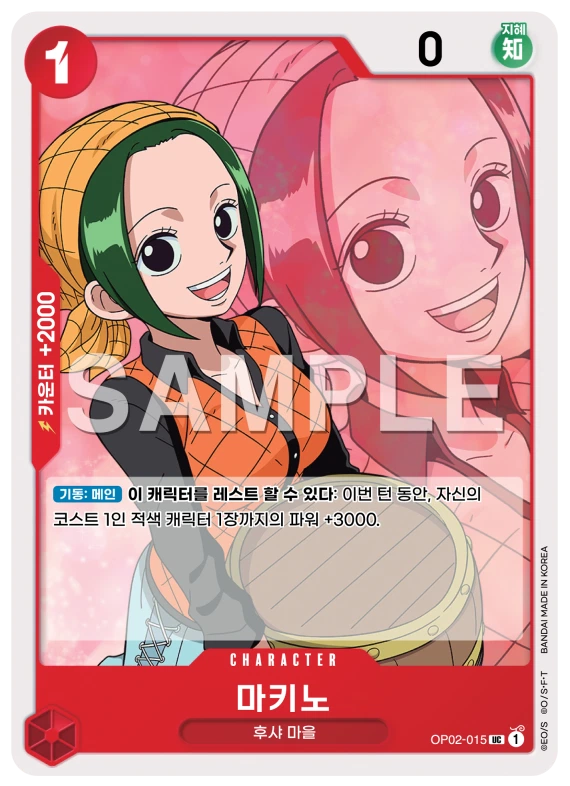 1
0
지혜
知
카운터 +2000
SAMPLE
기동: 메인 이 캐릭터를 레스트 할 수 있다: 이번 턴 동안, 자신의
코스트 1인 적색 캐릭터 1장까지의 파워 +3000.
CHARACTER
마키노
후샤 마을
OP02-015 UC 1
©EO/S ©O/S・F・T BANDAI MADE IN KOREA